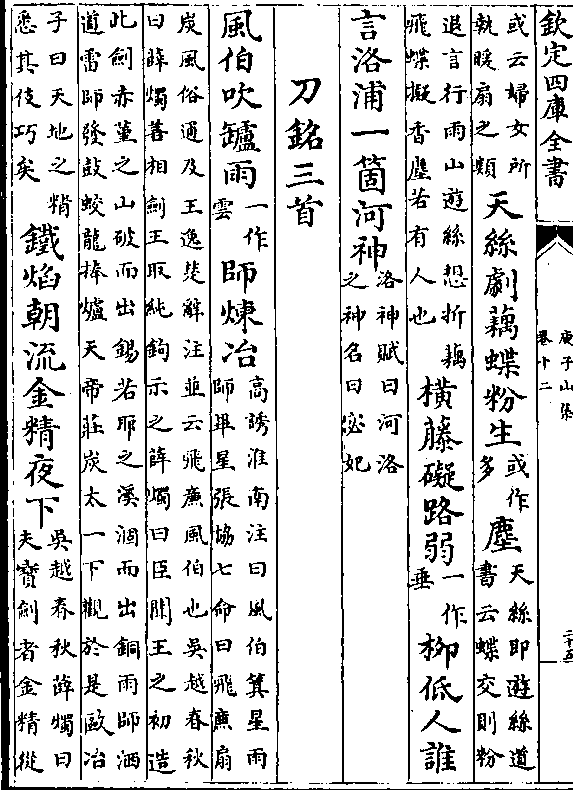 欽定四庫全書
庾子山集
卷十二
二十五
或云婦女所
執暖扇之類
天絲劇藕蝶粉生
或作
多
塵
天絲即遊絲道
書云蝶交則粉
退言行雨山遊絲想折藕
飛蝶擬香塵若有人也
橫藤礙路弱
一作
垂
柳低人誰
言洛浦一箇河神
洛神賦曰河洛
之神名曰宓妃
刀銘三首
風伯吹鑪雨
一作
雲
師煉冶
高誘淮南注曰風伯箕星雨
師畢星張協七命曰飛廉扇
炭風俗通及王逸楚辭注並云飛廉風伯也吳越春秋
曰薛燭善相劍王取純鉤示之薛燭曰臣聞王之初造
此劍赤堇之山破而出錫若耶之溪涸而出銅雨師洒
道雷師發鼓蛟龍捧爐天帝莊炭太一下觀於是歐冶
子曰天地之精
悉其伎巧矣
鐵焰朝流金精夜下
吳越春秋薛燭曰
夫寶劍者金精從